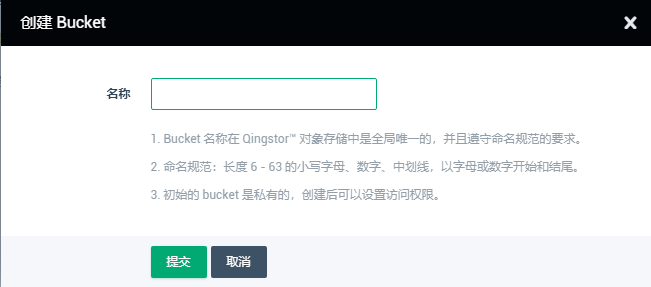 创建 Bucket
名称
1. Bucket 名称在 Qingstor™ 对象存储中是全局唯一的，并且遵守命名规范的要求。
2. 命名规范：长度 6 - 63 的小写字母、数字、中划线，以字母或数字开始和结尾。
3. 初始的 bucket 是私有的，创建后可以设置访问权限。
提交 取消